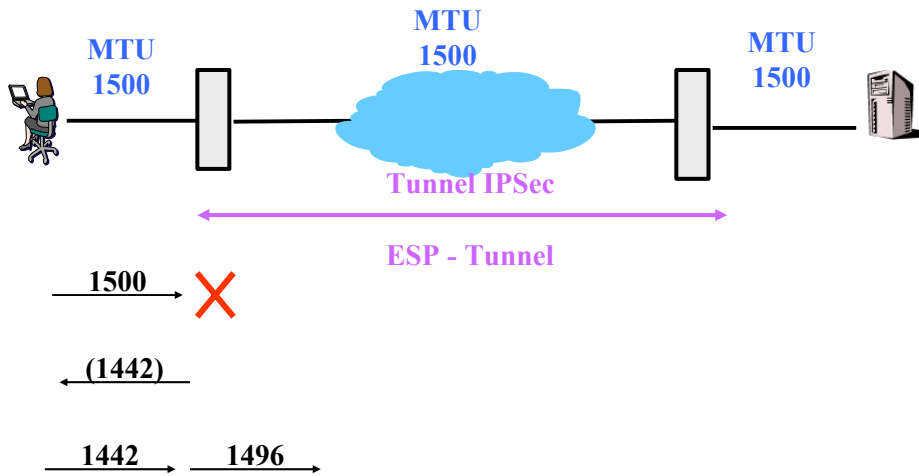 MTU
1500
MTU
1500
MTU
1500
Tunnel IPSec
ESP - Tunnel
1500
(1442)
1442
1496